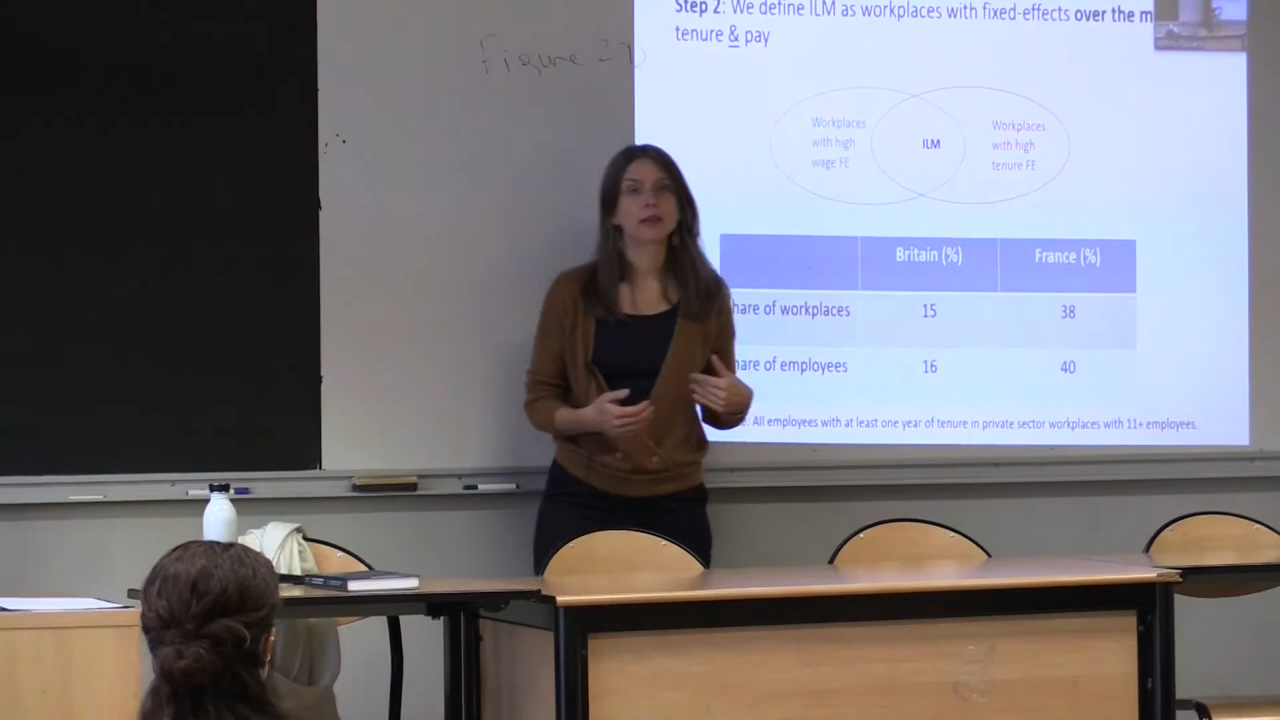 Step 2: We define ILM as workplaces with fixed-effects over the m
tenure & pay
Figure
Workplaces
with high
wage FE
ILM
Workplaces
with high
tenure FE
Britain (%) France (%)
hare of workplaces 15 38
hare of employees 16 40
e: All employees with at least one year of tenure in private sector workplaces with 11+ employees.